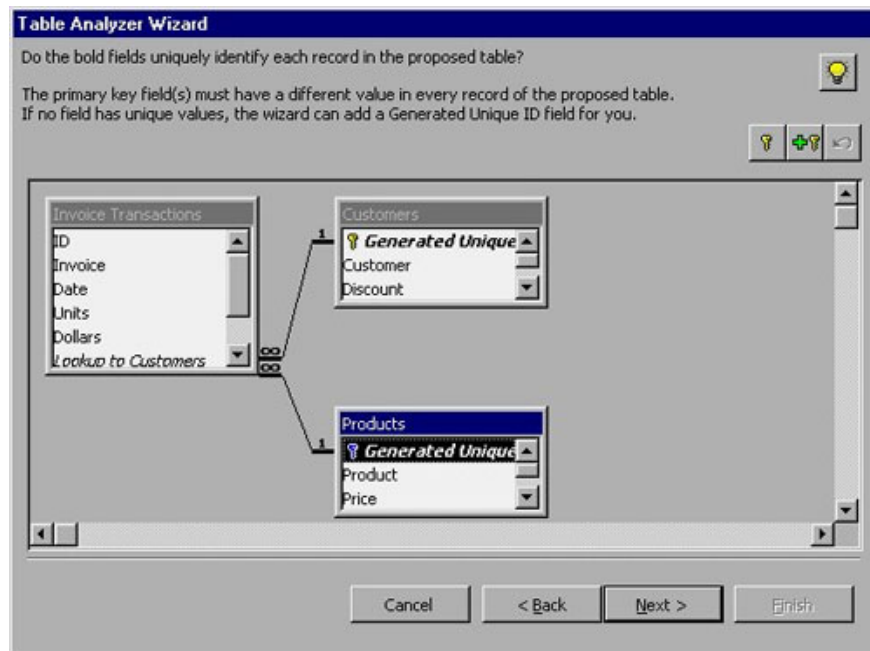 Table Analyzer Wizard
Do the bold fields uniquely identify each record in the proposed table?
The primary key field(s) must have a different value in every record of the proposed table.
If no field has unique values, the wizard can add a Generated Unique ID field for you.
Invoice Transactions
ID
Invoice
Date
Units
Dollars
Lookup to Customers
1
Customers
Generated Unique
Customer
Discount
∞
∞
1
Products
Generated Unique
Product
Price
Cancel
< Back
Next >
Finish